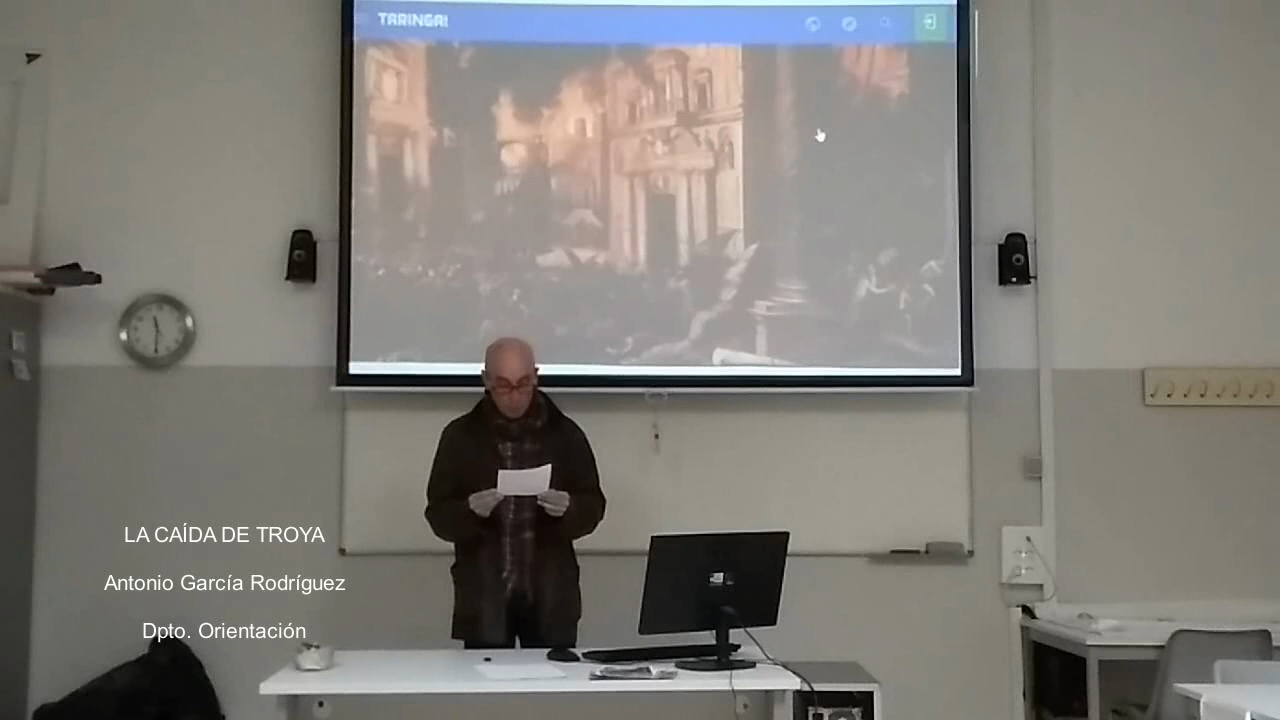 TARINGA!
LA CAÍDA DE TROYA
Antonio García Rodríguez
Dpto. Orientación